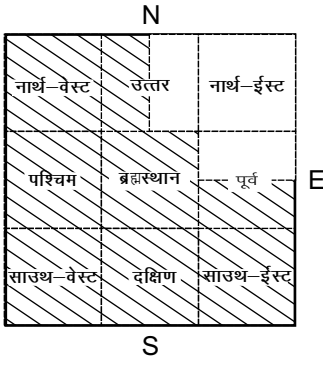 N
नार्थ–वेस्ट उत्तर नार्थ–ईस्ट
पश्चिम ब्रह्मस्थान पूर्व E
साउथ–वेस्ट दक्षिण साउथ–ईस्ट
S